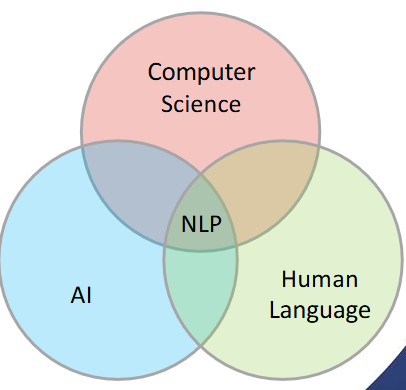 Computer
Science
NLP
AI
Human
Language